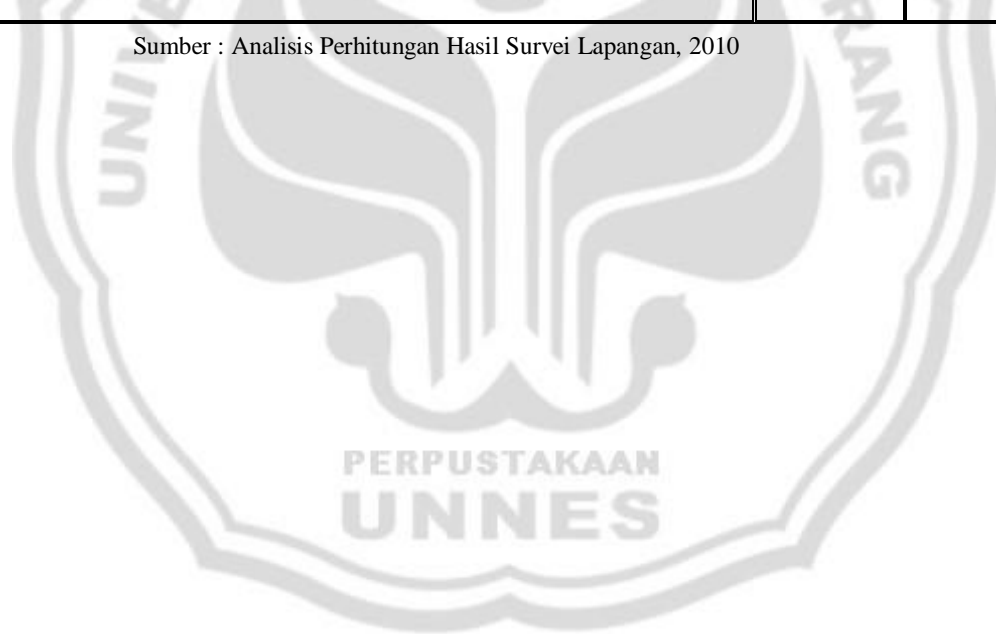 Sumber : Analisis Perhitungan Hasil Survei Lapangan, 2010
PERPUSTAKAAN
UNNES